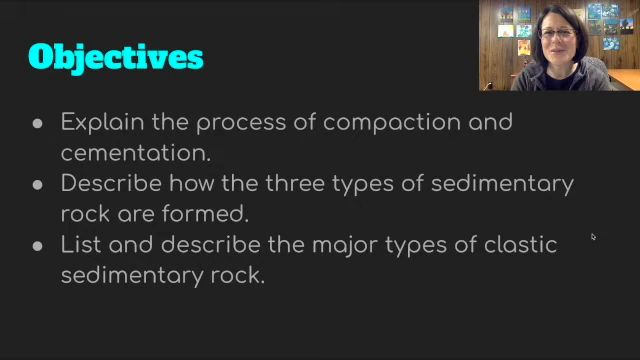 Objectives
● Explain the process of compaction and
cementation.
● Describe how the three types of sedimentary
rock are formed.
● List and describe the major types of clastic
sedimentary rock.